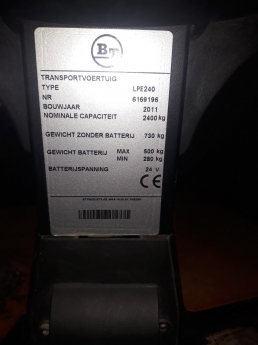 BT
TRANSPORTVOERTUIG
TYPE LPE240
NR 6169196
BOUWJAAR 2011
NOMINALE CAPACITEIT 2400 kg
GEWICHT ZONDER BATTERIJ 730 kg
GEWICHT BATTERIJ MAX 500 kg
MIN 280 kg
BATTERIJSPANNING 24 V
CE